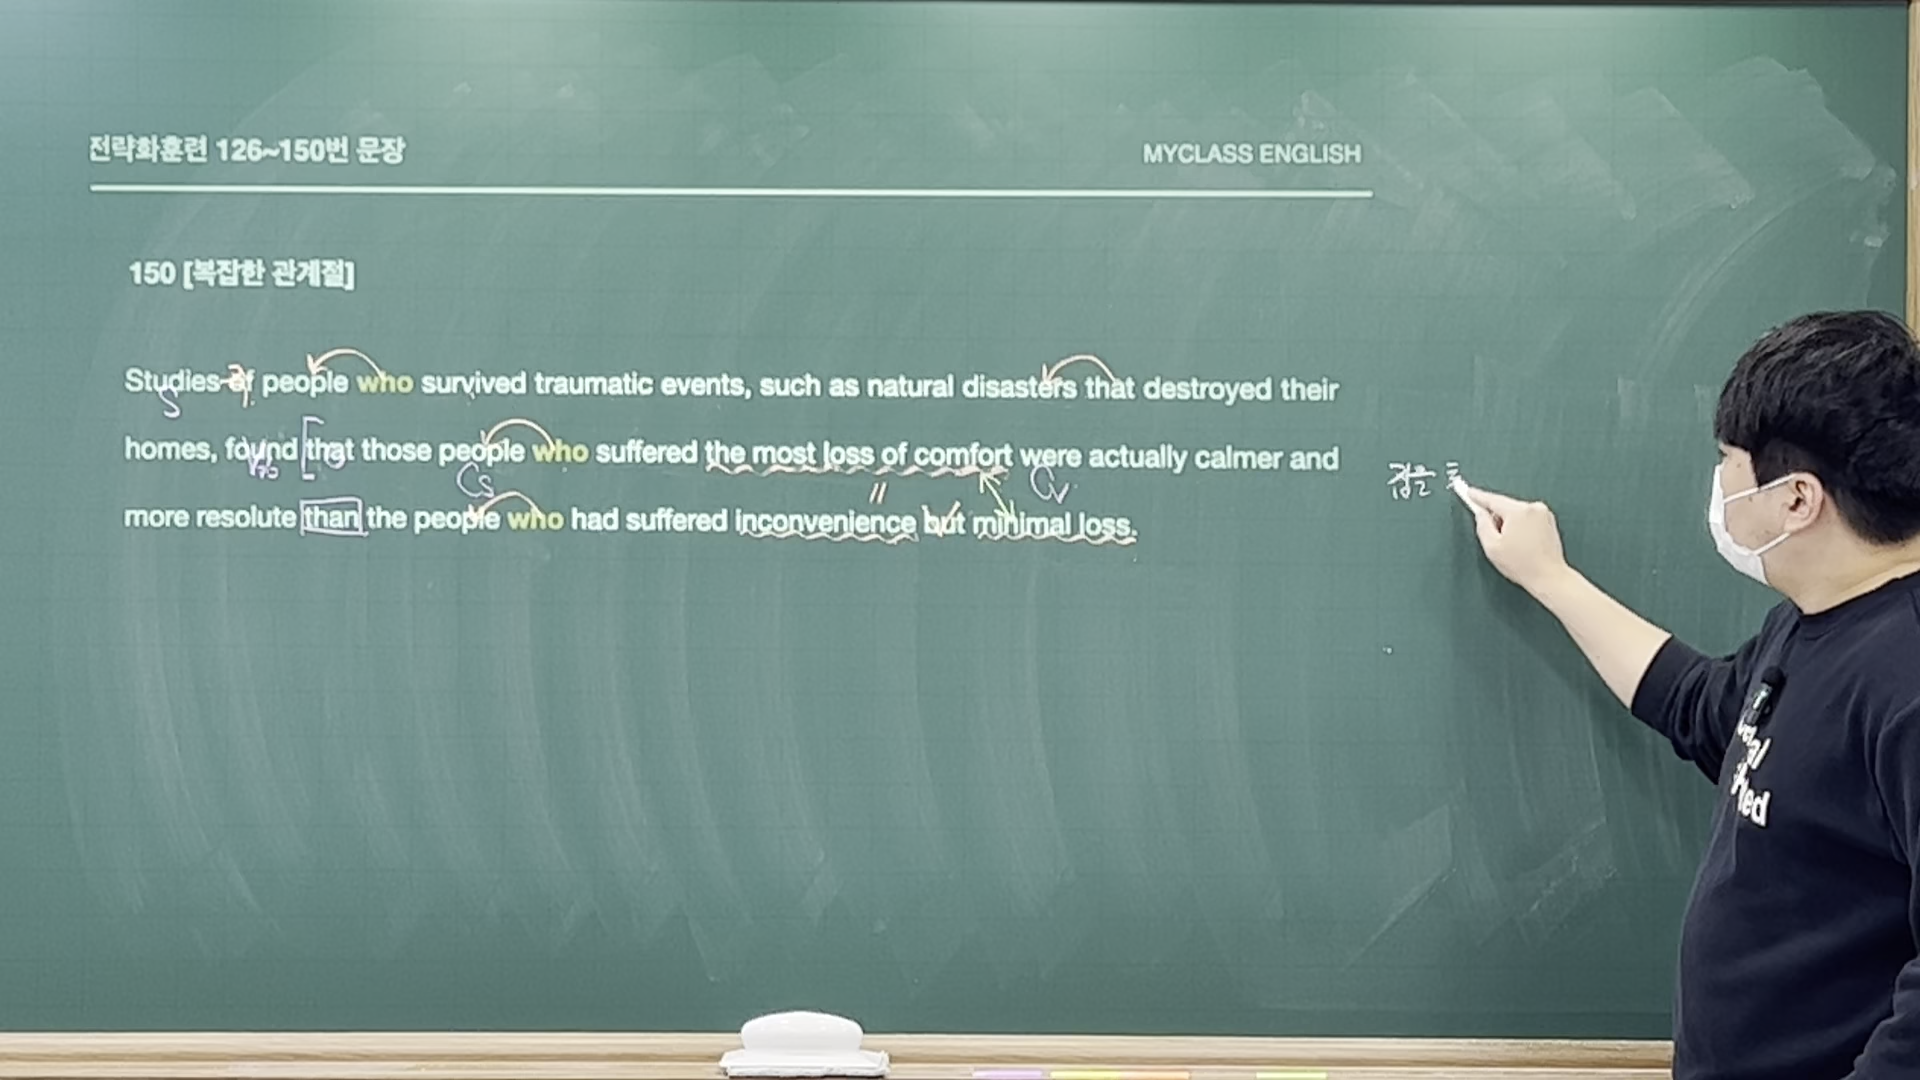 전략화훈련 126~150번 문장
MYCLASS ENGLISH
150 [복잡한 관계절]
Studies of people who survived traumatic events, such as natural disasters that destroyed their
S
homes, found that those people who suffered the most loss of comfort were actually calmer and
more resolute than the people who had suffered inconvenience but minimal loss.